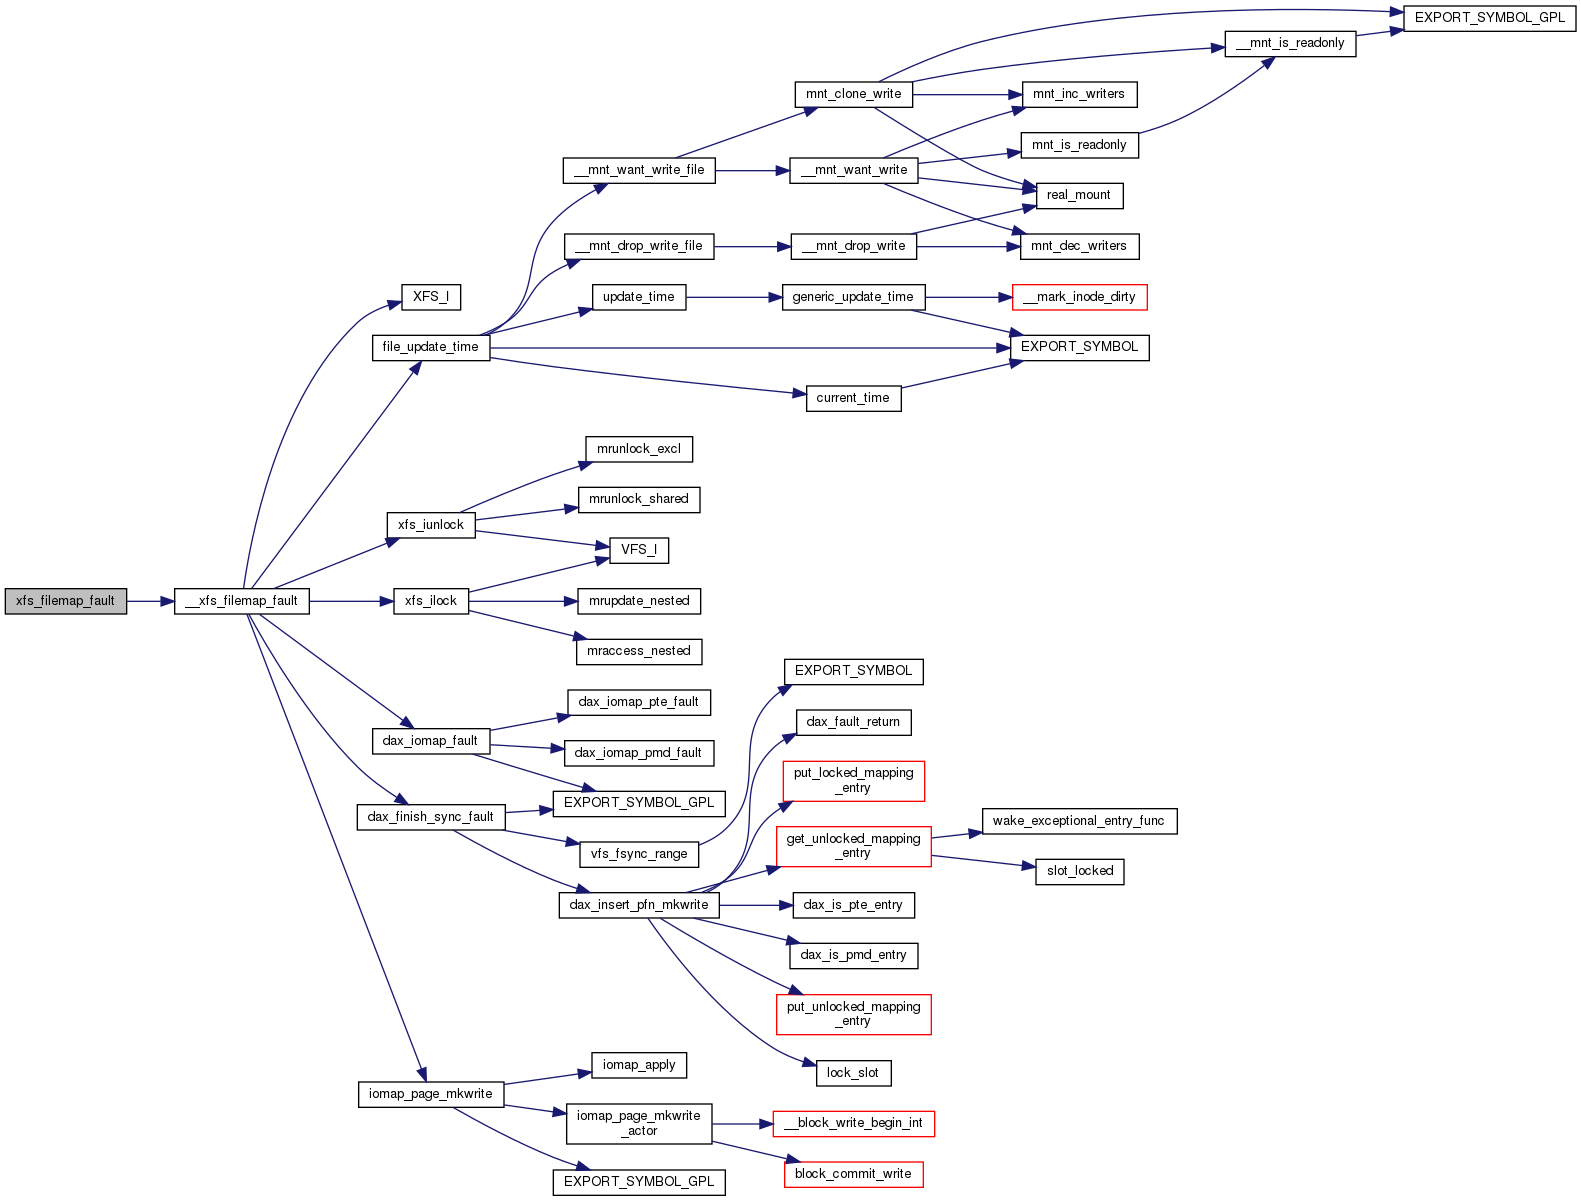 EXPORT_SYMBOL_GPL
__mnt_is_readonly
mnt_clone_write
mnt_inc_writers
mnt_is_readonly
__mnt_want_write_file
__mnt_want_write
real_mount
__mnt_drop_write_file
__mnt_drop_write
mnt_dec_writers
XFS_I
update_time
generic_update_time
__mark_inode_dirty
file_update_time
EXPORT_SYMBOL
current_time
mrunlock_excl
mrunlock_shared
xfs_iunlock
VFS_I
xfs_filemap_fault
__xfs_filemap_fault
xfs_ilock
mrupdate_nested
mraccess_nested
EXPORT_SYMBOL
dax_iomap_pte_fault
dax_fault_return
dax_iomap_fault
dax_iomap_pmd_fault
put_locked_mapping
_entry
EXPORT_SYMBOL_GPL
dax_finish_sync_fault
wake_exceptional_entry_func
get_unlocked_mapping
_entry
vfs_fsync_range
slot_locked
dax_insert_pfn_mkwrite
dax_is_pte_entry
dax_is_pmd_entry
put_unlocked_mapping
_entry
iomap_apply
lock_slot
iomap_page_mkwrite
iomap_page_mkwrite
_actor
__block_write_begin_int
block_commit_write
EXPORT_SYMBOL_GPL